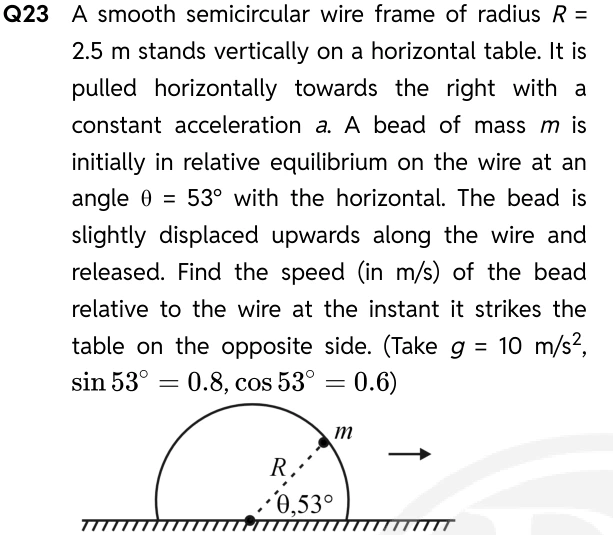 Q23 A smooth semicircular wire frame of radius R =
2.5 m stands vertically on a horizontal table. It is
pulled horizontally towards the right with a
constant acceleration a. A bead of mass m is
initially in relative equilibrium on the wire at an
angle θ = 53° with the horizontal. The bead is
slightly displaced upwards along the wire and
released. Find the speed (in m/s) of the bead
relative to the wire at the instant it strikes the
table on the opposite side. (Take g = 10 m/s²,
sin 53° = 0.8, cos 53° = 0.6)
m
R
θ,53°